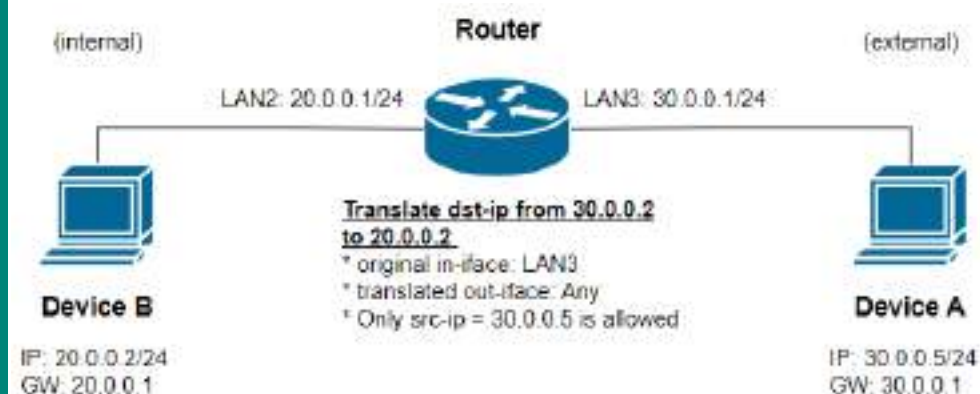 Router
(internal)
(external)
LAN2: 20.0.0.1/24
LAN3: 30.0.0.1/24
Translate dst-ip from 30.0.0.2
to 20.0.0.2
* original in-iface: LAN3
* translated out-iface: Any
* Only src-ip = 30.0.0.5 is allowed
Device B
IP: 20.0.0.2/24
GW: 20.0.0.1
Device A
IP: 30.0.0.5/24
GW: 30.0.0.1